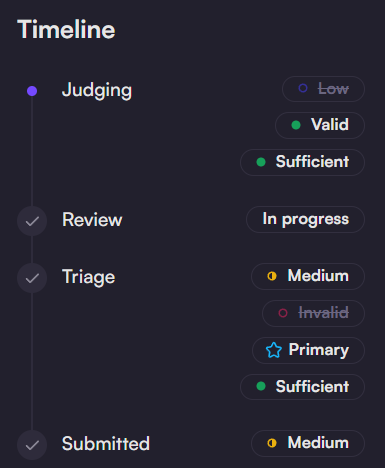 Timeline
Judging Low
Valid
Sufficient
Review In progress
Triage Medium
Invalid
Primary
Sufficient
Submitted Medium